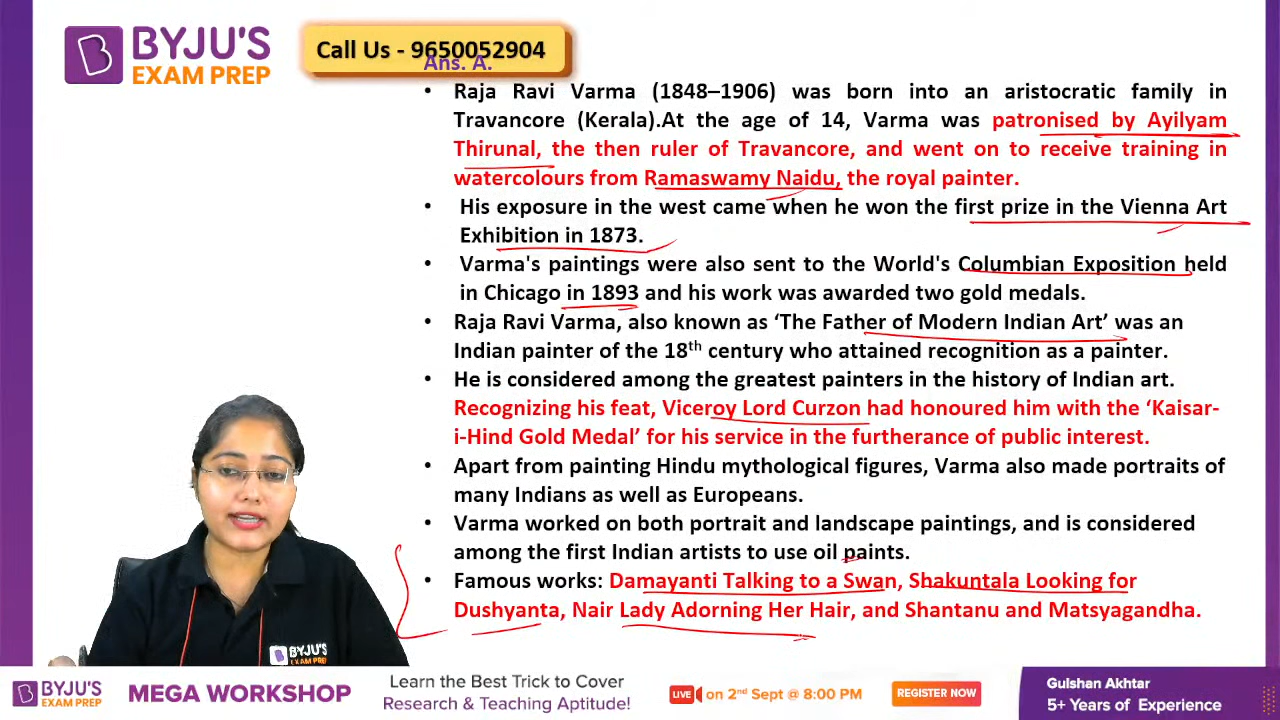 BYJU'S
EXAM PREP
Call Us - 9650052904
Ans. A.
• Raja Ravi Varma (1848–1906) was born into an aristocratic family in
Travancore (Kerala).At the age of 14, Varma was patronised by Ayilyam
Thirunal, the then ruler of Travancore, and went on to receive training in
watercolours from Ramaswamy Naidu, the royal painter.
• His exposure in the west came when he won the first prize in the Vienna Art
Exhibition in 1873.
• Varma's paintings were also sent to the World's Columbian Exposition held
in Chicago in 1893 and his work was awarded two gold medals.
• Raja Ravi Varma, also known as ‘The Father of Modern Indian Art’ was an
Indian painter of the 18th century who attained recognition as a painter.
• He is considered among the greatest painters in the history of Indian art.
Recognizing his feat, Viceroy Lord Curzon had honoured him with the ‘Kaisar-
i-Hind Gold Medal’ for his service in the furtherance of public interest.
• Apart from painting Hindu mythological figures, Varma also made portraits of
many Indians as well as Europeans.
• Varma worked on both portrait and landscape paintings, and is considered
among the first Indian artists to use oil paints.
• Famous works: Damayanti Talking to a Swan, Shakuntala Looking for
Dushyanta, Nair Lady Adorning Her Hair, and Shantanu and Matsyagandha.
BYJU'S
EXAM PREP
BYJU'S
EXAM PREP
MEGA WORKSHOP
Learn the Best Trick to Cover
Research & Teaching Aptitude!
LIVE on 2nd Sept @ 8:00 PM
REGISTER NOW
Gulshan Akhtar
5+ Years of Experience